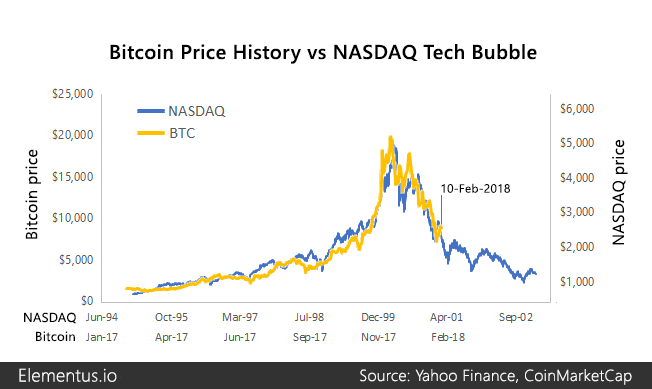 Bitcoin Price History vs NASDAQ Tech Bubble
$25,000
$20,000
$15,000
$10,000
$5,000
$0
Bitcoin price
NASDAQ
BTC
10-Feb-2018
$6,000
$5,000
$4,000
$3,000
$2,000
$1,000
NASDAQ price
NASDAQ Jun-94 Oct-95 Mar-97 Jul-98 Dec-99 Apr-01 Sep-02
Bitcoin Jan-17 Apr-17 Jun-17 Sep-17 Nov-17 Feb-18
Elementus.io Source: Yahoo Finance, CoinMarketCap